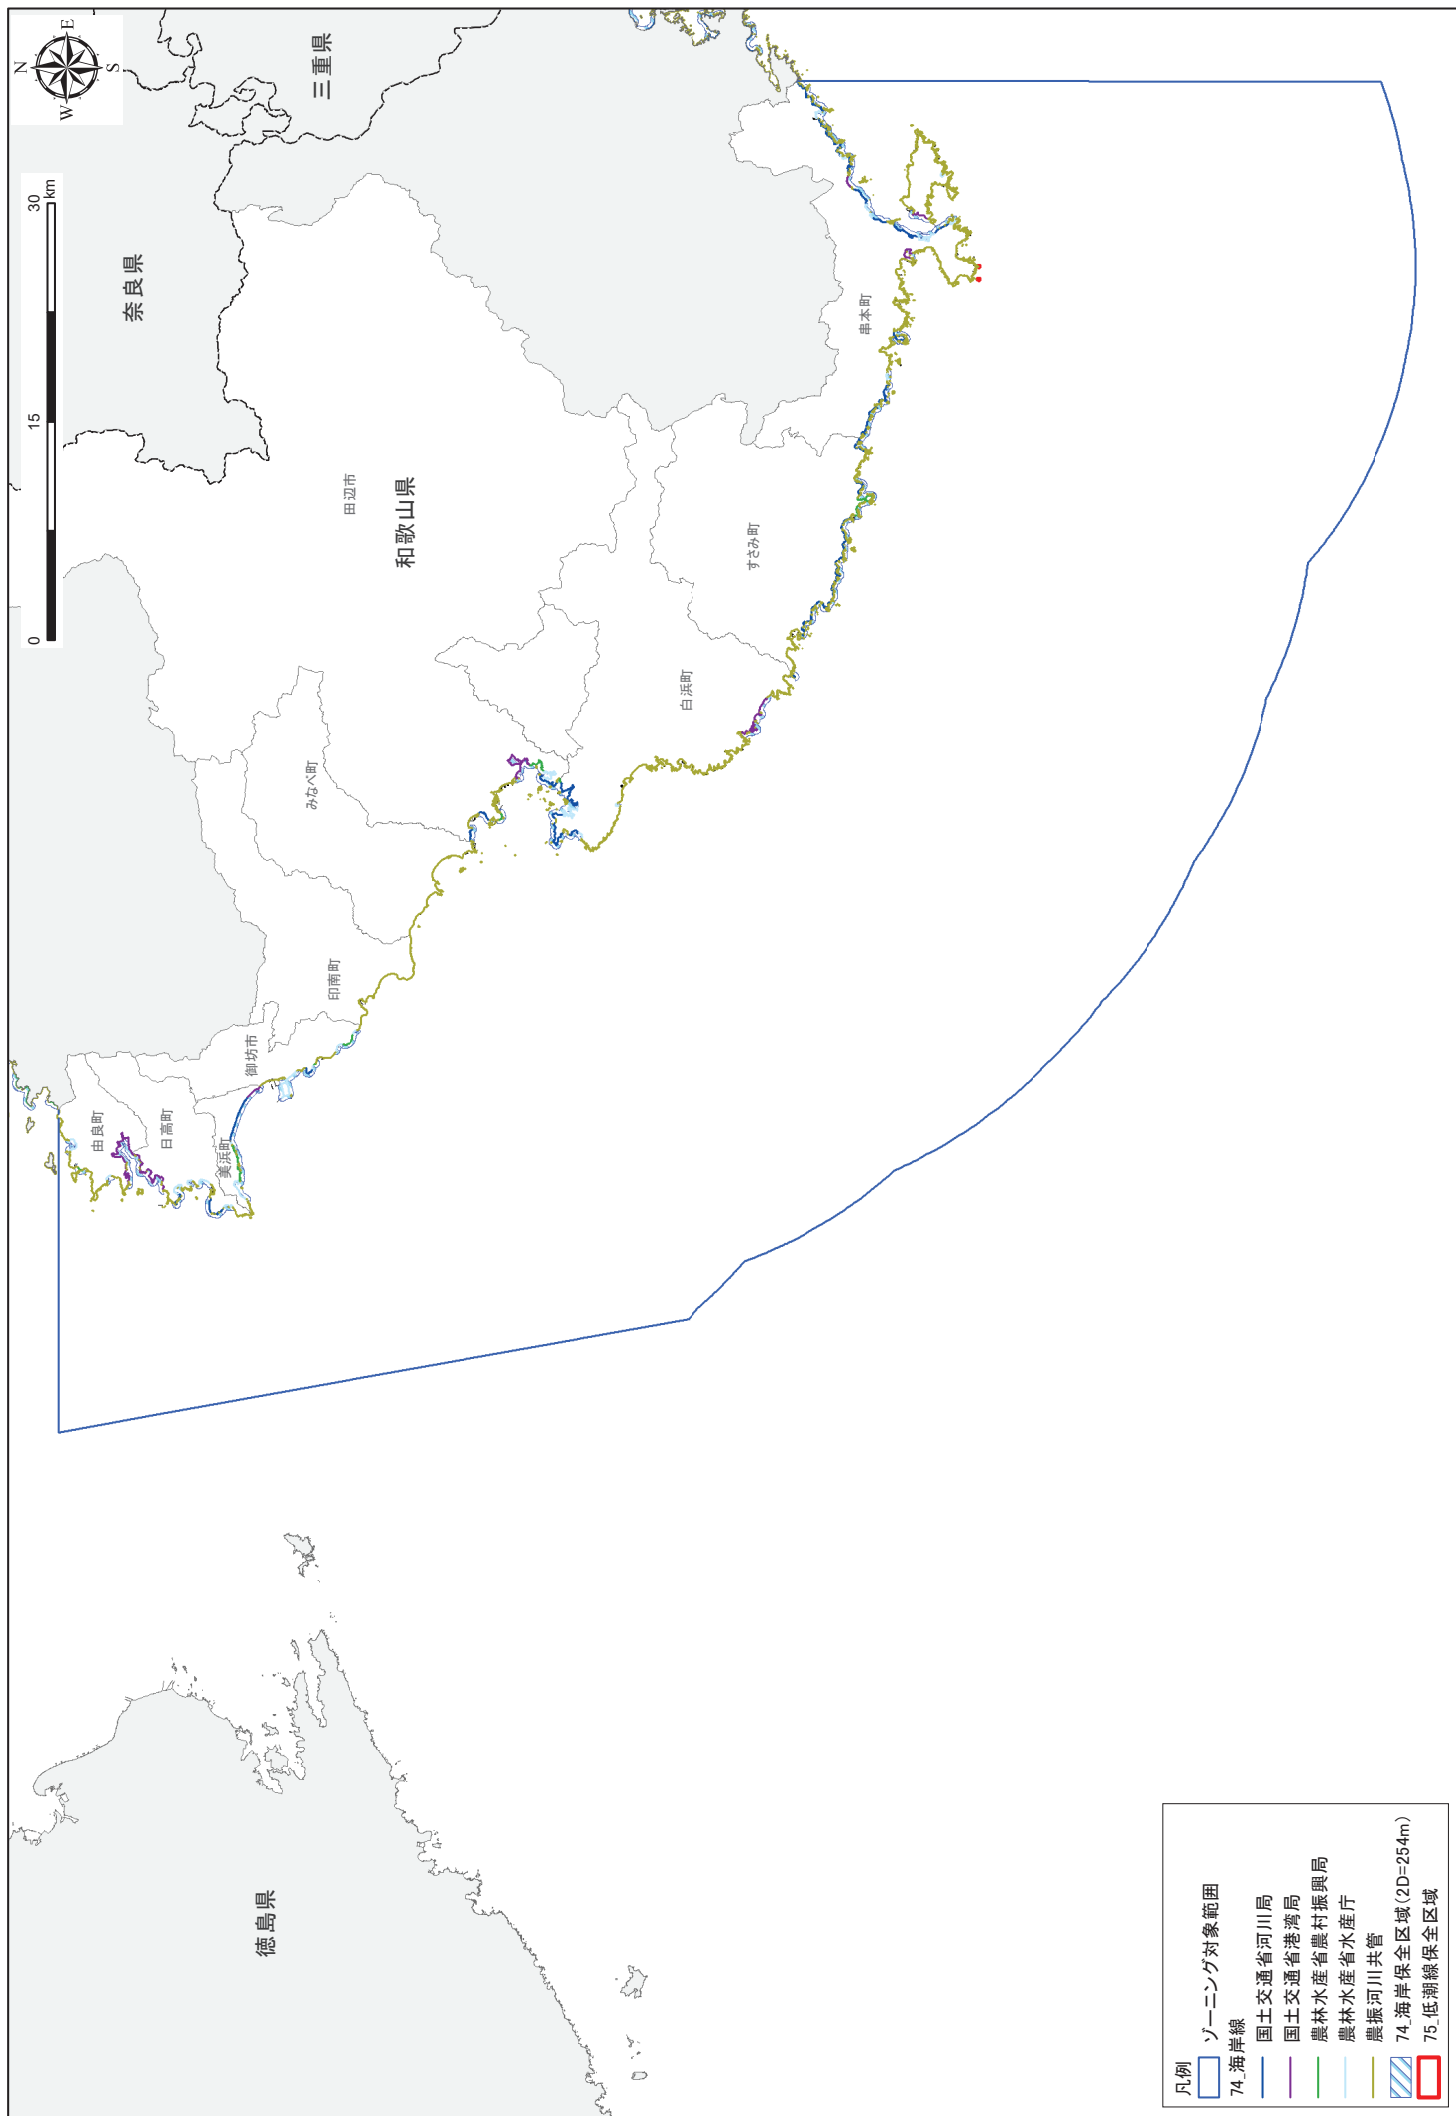 N
E
S
W
0
15
30
km
三重県
奈良県
和歌山県
田辺市
みなべ町
印南町
御坊市
由良町
日高町
美浜町
白浜町
すさみ町
串本町
徳島県
凡例
ゾーニング対象範囲
74_海岸線
国土交通省河川局
国土交通省港湾局
農林水産省農村振興局
農林水産省水産庁
農振河川共管
74_海岸保全区域(2D=254m)
75_低潮線保全区域